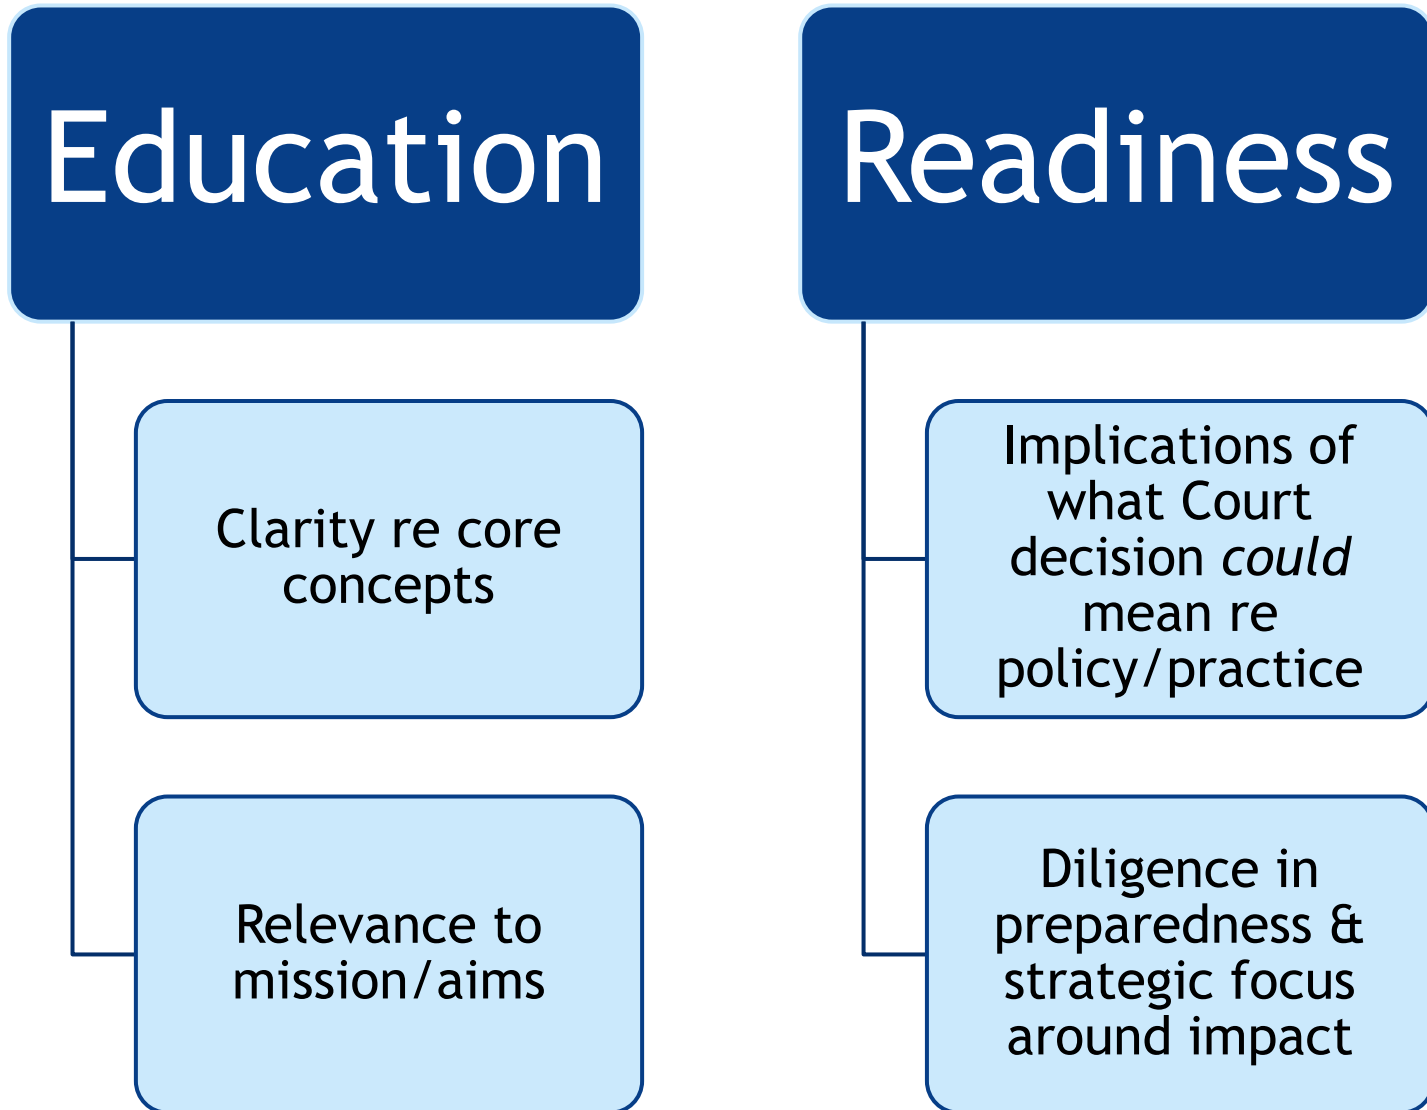 Education
Clarity re core
concepts
Relevance to
mission/aims
Readiness
Implications of
what Court
decision could
mean re
policy/practice
Diligence in
preparedness &
strategic focus
around impact